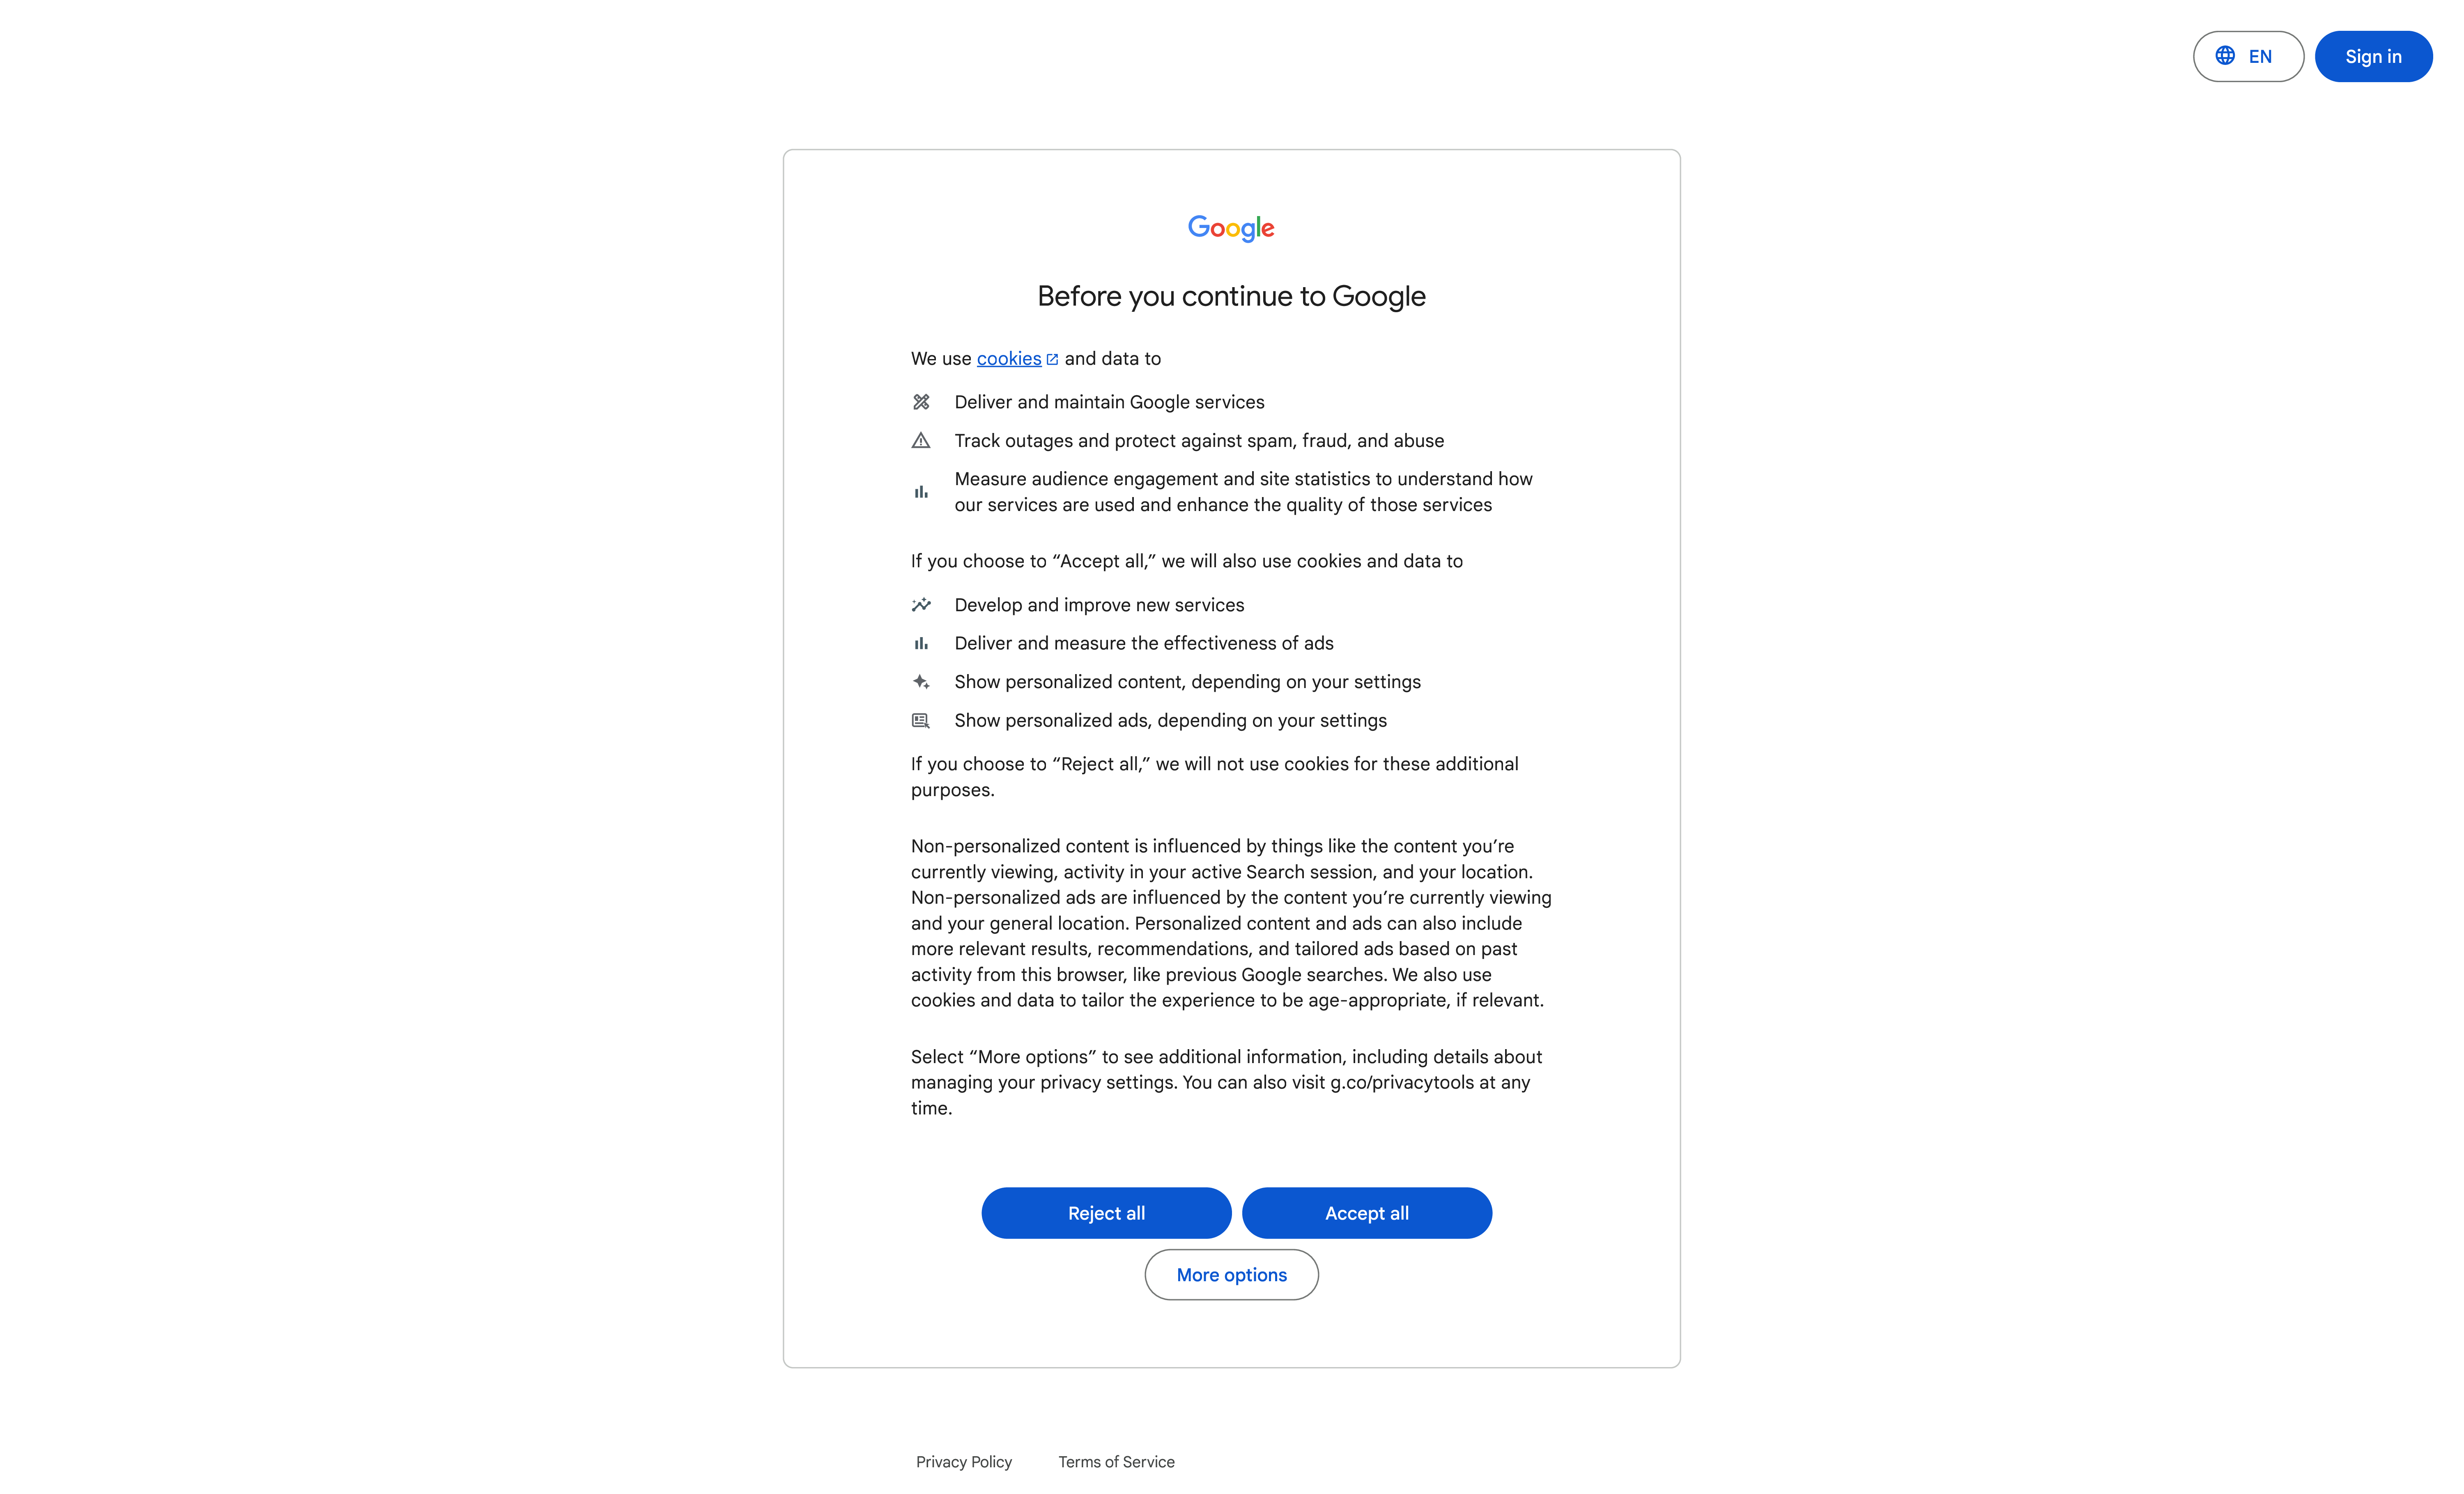 EN
Sign in
Google
Before you continue to Google
We use cookies and data to
Deliver and maintain Google services
Track outages and protect against spam, fraud, and abuse
Measure audience engagement and site statistics to understand how
our services are used and enhance the quality of those services
If you choose to “Accept all,” we will also use cookies and data to
Develop and improve new services
Deliver and measure the effectiveness of ads
Show personalized content, depending on your settings
Show personalized ads, depending on your settings
If you choose to “Reject all,” we will not use cookies for these additional
purposes.
Non-personalized content is influenced by things like the content you’re
currently viewing, activity in your active Search session, and your location.
Non-personalized ads are influenced by the content you’re currently viewing
and your general location. Personalized content and ads can also include
more relevant results, recommendations, and tailored ads based on past
activity from this browser, like previous Google searches. We also use
cookies and data to tailor the experience to be age-appropriate, if relevant.
Select “More options” to see additional information, including details about
managing your privacy settings. You can also visit g.co/privacytools at any
time.
Reject all
Accept all
More options
Privacy Policy
Terms of Service